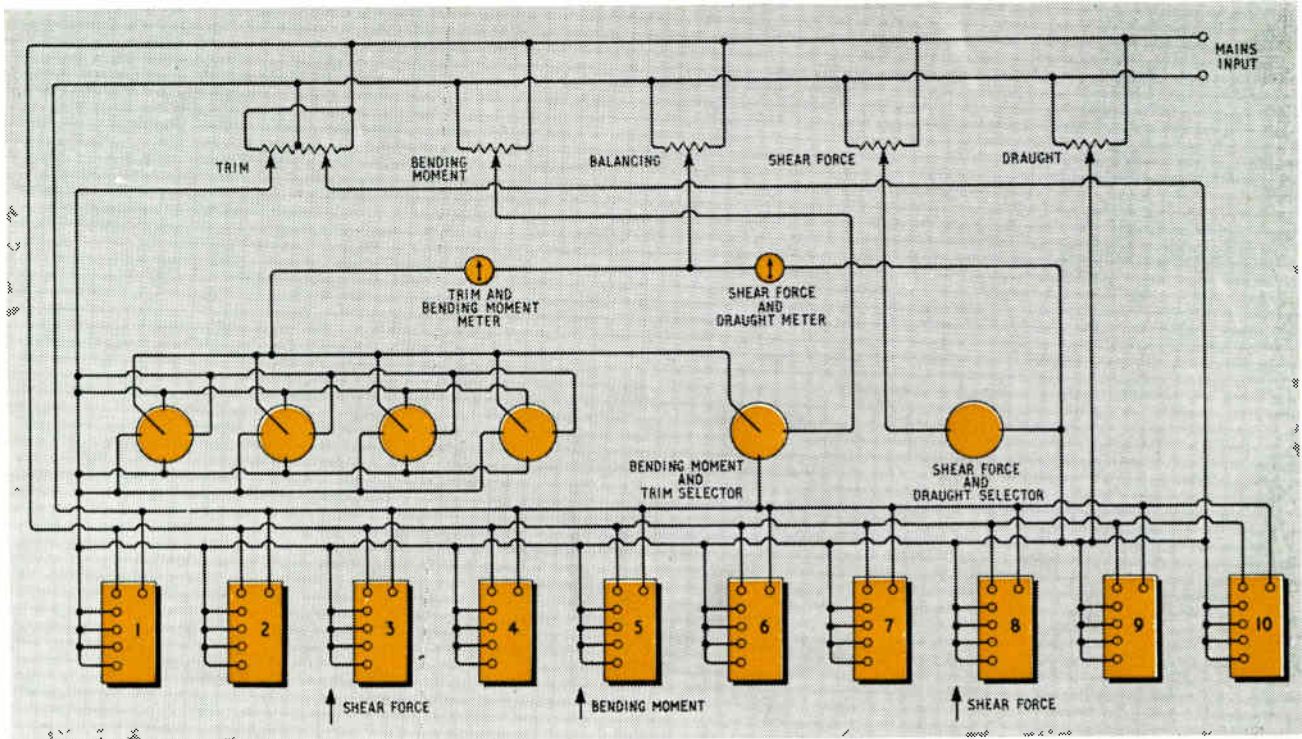 MAINS
INPUT
TRIM
BENDING
MOMENT
BALANCING
SHEAR FORCE
DRAUGHT
TRIM AND
BENDING MOMENT
METER
SHEAR FORCE
AND
DRAUGHT METER
BENDING MOMENT
AND
TRIM SELECTOR
SHEAR FORCE
AND
DRAUGHT SELECTOR
1 2 3 4 5 6 7 8 9 10
SHEAR FORCE
BENDING MOMENT
SHEAR FORCE